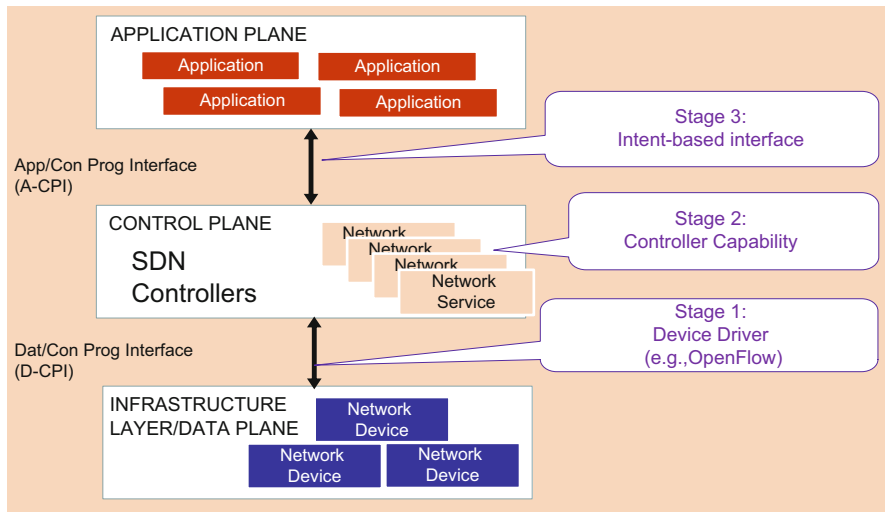 APPLICATION PLANE
Application
Application
Application
Application
Stage 3:
Intent-based interface
App/Con Prog Interface
(A-CPI)
CONTROL PLANE
SDN
Controllers
Network
Network
Network
Network
Service
Stage 2:
Controller Capability
Stage 1:
Device Driver
(e.g.,OpenFlow)
Dat/Con Prog Interface
(D-CPI)
INFRASTRUCTURE
LAYER/DATA PLANE
Network
Device
Network
Device
Network
Device